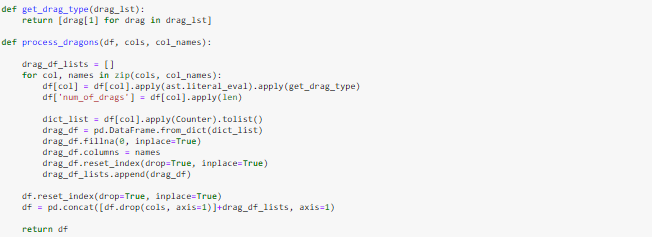 def get_drag_type(drag_lst):
    return [drag[1] for drag in drag_lst]
def process_dragons(df, cols, col_names):
    drag_df_lists = []
    for col, names in zip(cols, col_names):
        df[col] = df[col].apply(ast.literal_eval).apply(get_drag_type)
        df['num_of_drags'] = df[col].apply(len)
        dict_list = df[col].apply(Counter).tolist()
        drag_df = pd.DataFrame.from_dict(dict_list)
        drag_df.fillna(0, inplace=True)
        drag_df.columns = names
        drag_df.reset_index(drop=True, inplace=True)
        drag_df_lists.append(drag_df)
    df.reset_index(drop=True, inplace=True)
    df = pd.concat([df.drop(cols, axis=1)]+drag_df_lists, axis=1)
    return df